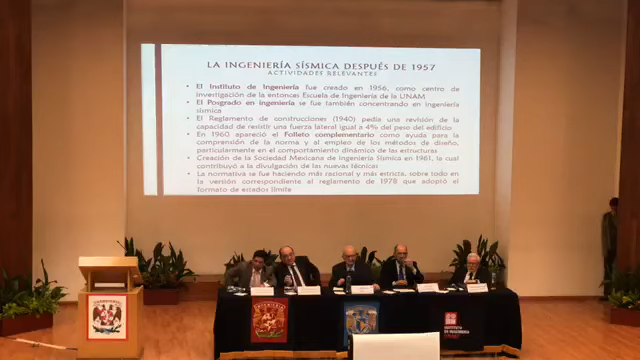 LA INGENIERÍA SÍSMICA DESPUÉS DE 1957
ACTIVIDADES RELEVANTES
• El Instituto de Ingeniería fue creado en 1956, como centro de
investigación de la entonces Escuela de Ingeniería de la UNAM
• El Posgrado en ingeniería se fue también concentrando en ingeniería
sísmica
• El Reglamento de construcciones (1940) pedía una revisión de la
capacidad de resistir una fuerza lateral igual a 4% del peso del edificio
• En 1960 apareció el Folleto complementario como ayuda para la
comprensión de la norma y al empleo de los métodos de diseño,
particularmente en el comportamiento dinámico de las estructuras
• Creación de la Sociedad Mexicana de Ingeniería Sísmica en 1961, la cual
contribuyó a la divulgación de las nuevas técnicas
• La normativa se fue haciendo más racional y más estricta, sobre todo en
la versión correspondiente al reglamento de 1978 que adoptó el
formato de estados límite
INGENIERÍA
INSTITUTO
DE INGENIERÍA
UNAM